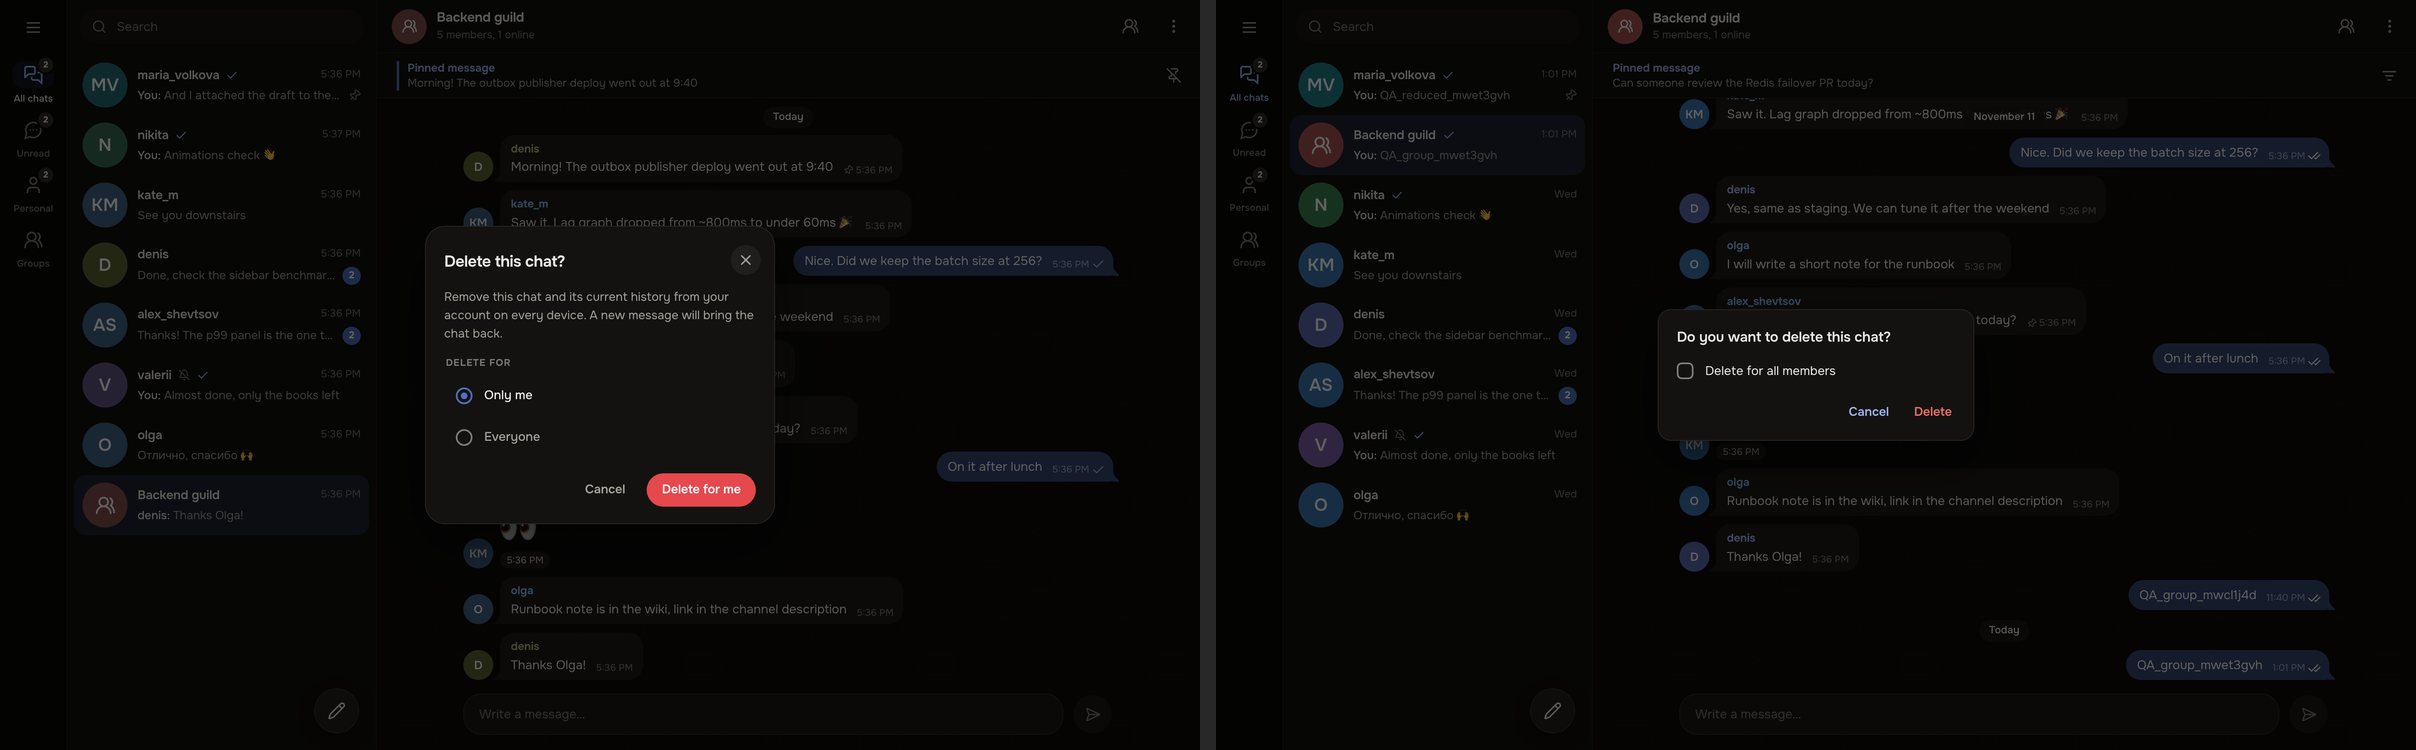 Search
2
All chats
2
Unread
2
Personal
Groups
MV
maria_volkova
5:36 PM
You: And I attached the draft to the...
N
nikita
5:37 PM
You: Animations check 👋
KM
kate_m
5:36 PM
See you downstairs
D
denis
5:36 PM
Done, check the sidebar benchmar...
2
AS
alex_shevtsov
5:36 PM
Thanks! The p99 panel is the one t...
2
V
valerii
5:36 PM
You: Almost done, only the books left
O
olga
5:36 PM
Отлично, спасибо 🙌
Backend guild
5:36 PM
denis: Thanks Olga!
Backend guild
5 members, 1 online
Pinned message
Morning! The outbox publisher deploy went out at 9:40
Today
denis
D
Morning! The outbox publisher deploy went out at 9:40 5:36 PM
kate_m
KM
Saw it. Lag graph dropped from ~800ms to under 60ms 🎉 5:36 PM
Nice. Did we keep the batch size at 256? 5:36 PM
weekend 5:36 PM
day? 5:36 PM
On it after lunch 5:36 PM
👀
KM
5:36 PM
olga
O
Runbook note is in the wiki, link in the channel description 5:36 PM
denis
D
Thanks Olga! 5:36 PM
Write a message...
Delete this chat?
Remove this chat and its current history from your
account on every device. A new message will bring the
chat back.
DELETE FOR
Only me
Everyone
Cancel
Delete for me
Search
2
All chats
2
Unread
2
Personal
Groups
MV
maria_volkova
1:01 PM
You: QA_reduced_mwet3gvh
Backend guild
1:01 PM
You: QA_group_mwet3gvh
N
nikita
Wed
You: Animations check 👋
KM
kate_m
Wed
See you downstairs
D
denis
Wed
Done, check the sidebar benchmar...
2
AS
alex_shevtsov
Wed
Thanks! The p99 panel is the one t...
2
V
valerii
Wed
You: Almost done, only the books left
O
olga
Wed
Отлично, спасибо 🙌
Backend guild
5 members, 1 online
Pinned message
Can someone review the Redis failover PR today?
KM
Saw it. Lag graph dropped from ~800ms
November 11
s 🎉 5:36 PM
Nice. Did we keep the batch size at 256? 5:36 PM
denis
D
Yes, same as staging. We can tune it after the weekend 5:36 PM
olga
O
I will write a short note for the runbook 5:36 PM
alex_shevtsov
today? 5:36 PM
On it after lunch 5:36 PM
KM
5:36 PM
olga
O
Runbook note is in the wiki, link in the channel description 5:36 PM
denis
D
Thanks Olga! 5:36 PM
QA_group_mwcl1j4d 11:40 PM
Today
QA_group_mwet3gvh 1:01 PM
Write a message...
Do you want to delete this chat?
Delete for all members
Cancel
Delete